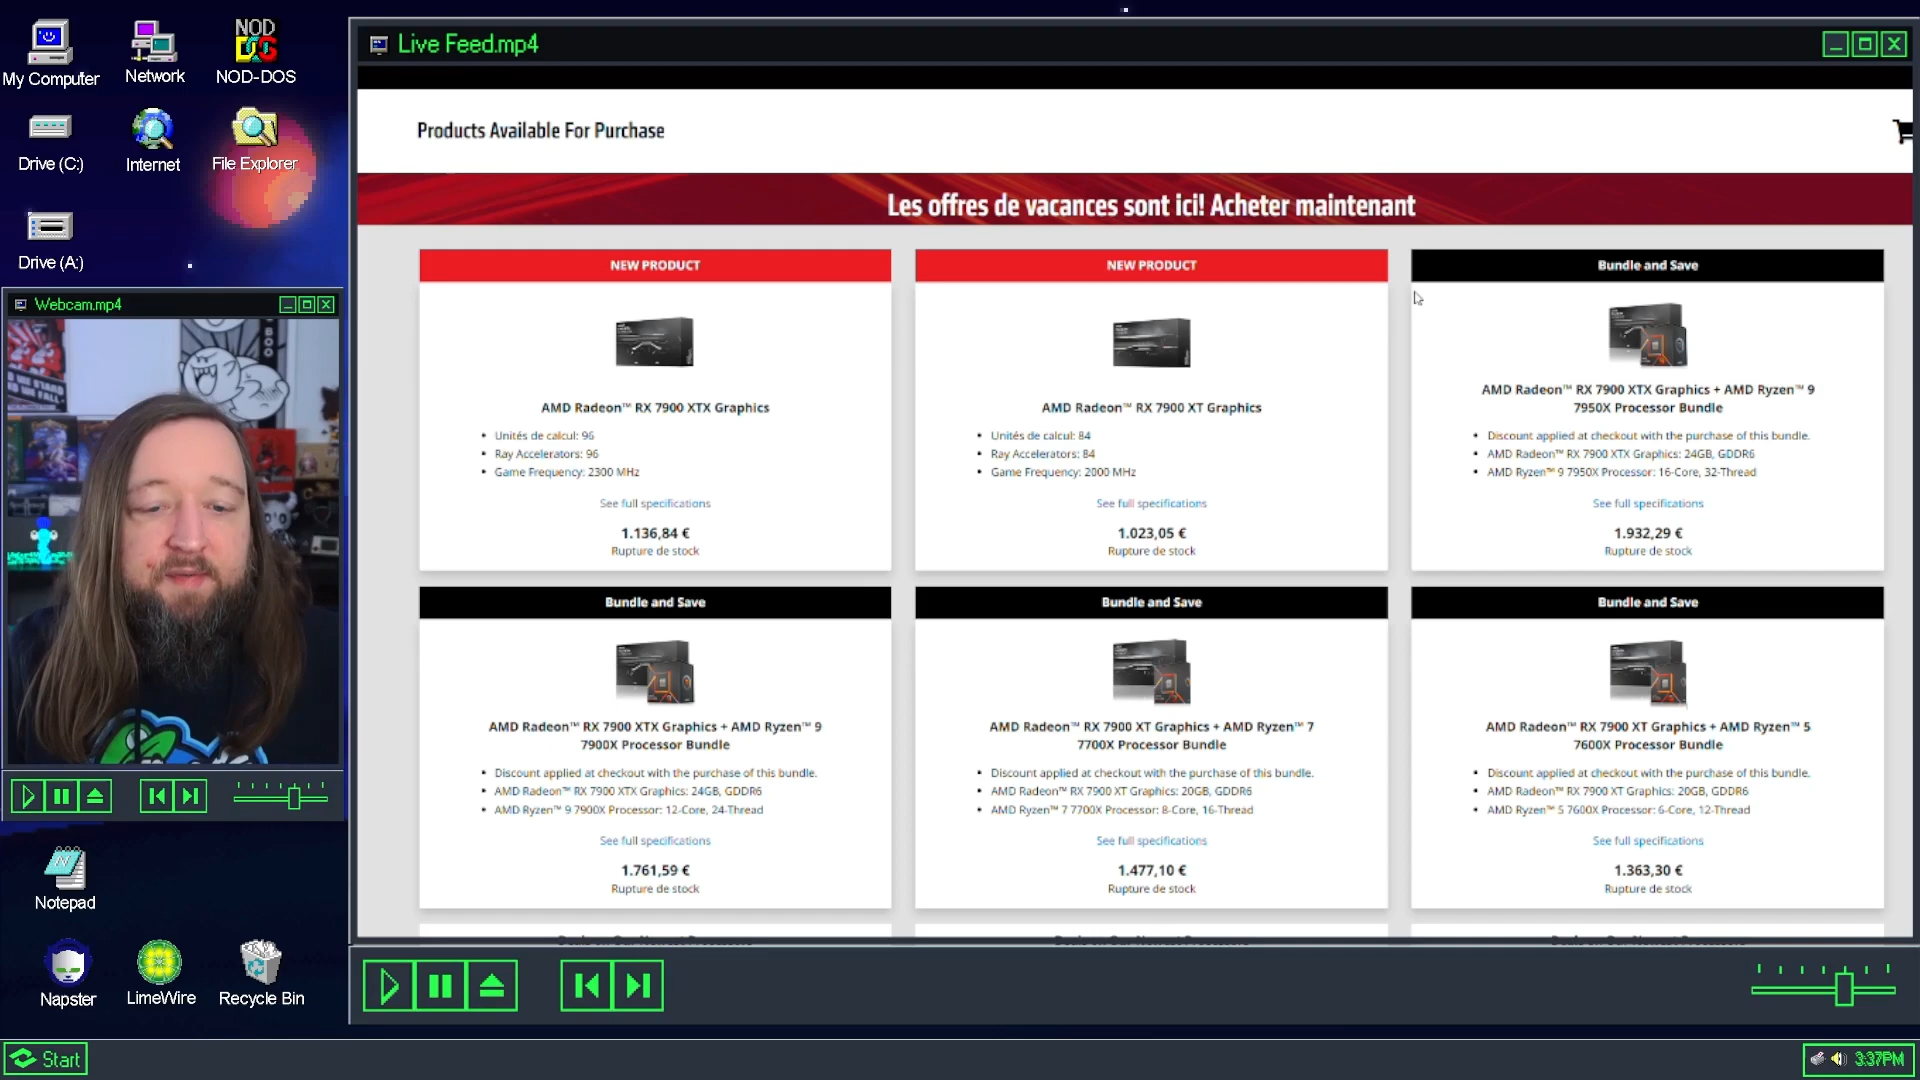 My Computer
Network
NOD-DOS
Drive (C:)
Internet
File Explorer
Drive (A:)
Webcam.mp4
Notepad
Napster
LimeWire
Recycle Bin
Start
3:37PM
Live Feed.mp4
Products Available For Purchase
Les offres de vacances sont ici! Acheter maintenant
NEW PRODUCT
AMD Radeon™ RX 7900 XTX Graphics
• Unités de calcul: 96
• Ray Accelerators: 96
• Game Frequency: 2300 MHz
See full specifications
1.136,84 €
Rupture de stock
NEW PRODUCT
AMD Radeon™ RX 7900 XT Graphics
• Unités de calcul: 84
• Ray Accelerators: 84
• Game Frequency: 2000 MHz
See full specifications
1.023,05 €
Rupture de stock
Bundle and Save
AMD Radeon™ RX 7900 XTX Graphics + AMD Ryzen™ 9
7950X Processor Bundle
• Discount applied at checkout with the purchase of this bundle.
• AMD Radeon™ RX 7900 XTX Graphics: 24GB, GDDR6
• AMD Ryzen™ 9 7950X Processor: 16-Core, 32-Thread
See full specifications
1.932,29 €
Rupture de stock
Bundle and Save
AMD Radeon™ RX 7900 XTX Graphics + AMD Ryzen™ 9
7900X Processor Bundle
• Discount applied at checkout with the purchase of this bundle.
• AMD Radeon™ RX 7900 XTX Graphics: 24GB, GDDR6
• AMD Ryzen™ 9 7900X Processor: 12-Core, 24-Thread
See full specifications
1.761,59 €
Rupture de stock
Bundle and Save
AMD Radeon™ RX 7900 XT Graphics + AMD Ryzen™ 7
7700X Processor Bundle
• Discount applied at checkout with the purchase of this bundle.
• AMD Radeon™ RX 7900 XT Graphics: 20GB, GDDR6
• AMD Ryzen™ 7 7700X Processor: 8-Core, 16-Thread
See full specifications
1.477,10 €
Rupture de stock
Bundle and Save
AMD Radeon™ RX 7900 XT Graphics + AMD Ryzen™ 5
7600X Processor Bundle
• Discount applied at checkout with the purchase of this bundle.
• AMD Radeon™ RX 7900 XT Graphics: 20GB, GDDR6
• AMD Ryzen™ 5 7600X Processor: 6-Core, 12-Thread
See full specifications
1.363,30 €
Rupture de stock